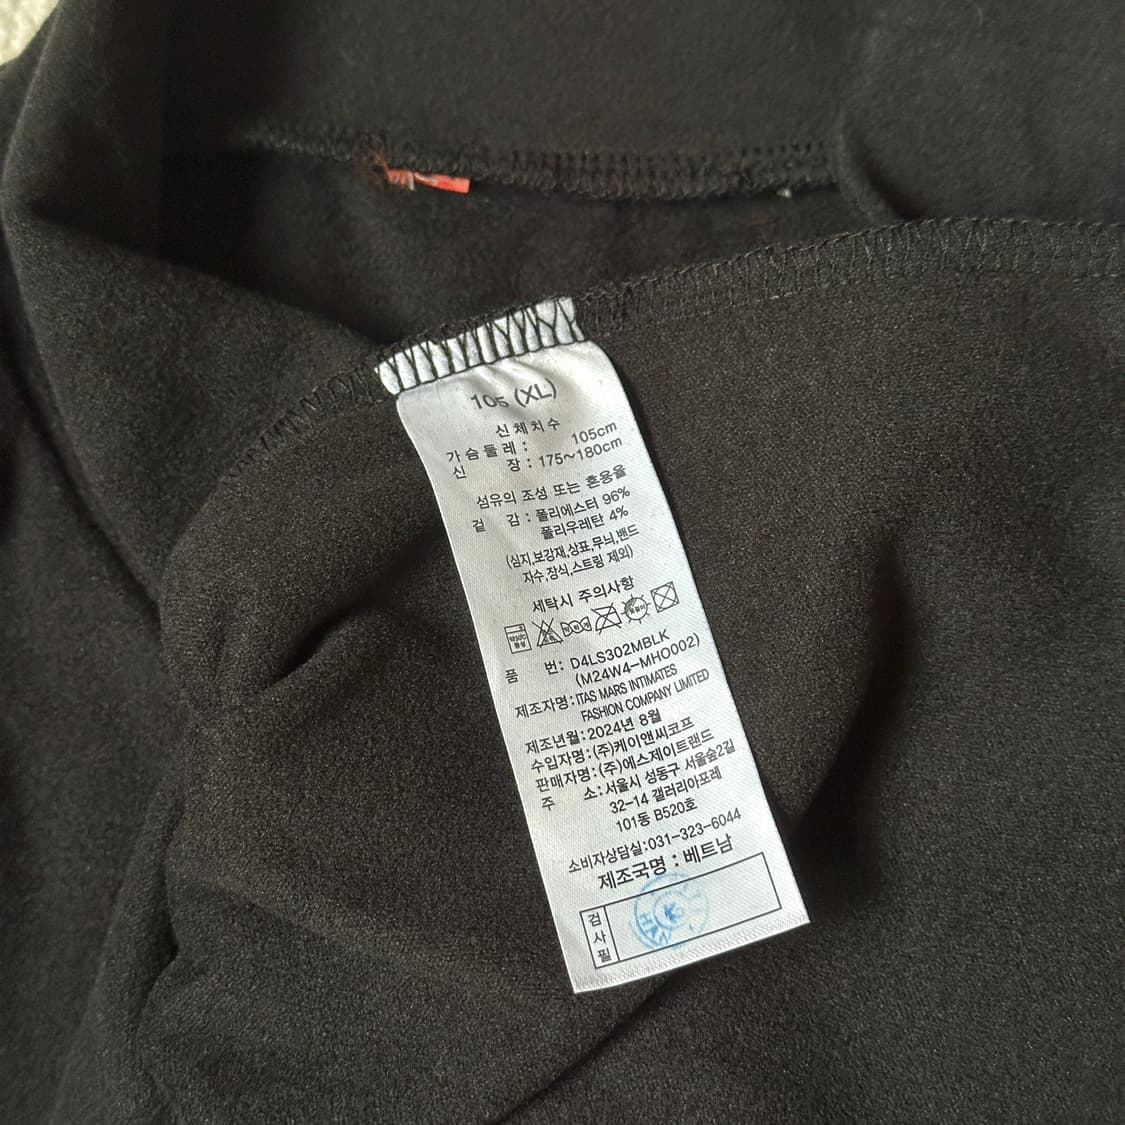 105 (XL)
신체치수
가슴둘레 : 105cm
신 장 : 175~180cm
섬유의 조성 또는 혼용율
겉 감 : 폴리에스터 96%
폴리우레탄 4%
(심지,보강재,상표,무늬,밴드
자수,장식,스트링 제외)
세탁시 주의사항
품 번: D4LS302MBLK
(M24W4-MHO002)
제조자명: ITAS MARS INTIMATES
FASHION COMPANY LIMITED
제조년월: 2024년 8월
수입자명: (주)케이앤씨코프
판매자명: (주)에스제이트랜드
주 소: 서울시 성동구 서울숲2길
32-14 갤러리아포레
101동 B520호
소비자상담실:031-323-6044
제조국명 : 베트남
검사필